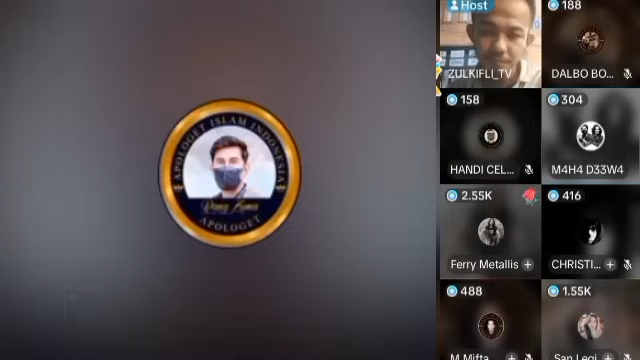 APOLOGET ISLAM INDONESIA
APOLOGET
Host
ZULKIFLI_TV
188
DALBO BO...
158
HANDI CEL...
304
M4H4 D33W4
2.55K
Ferry Metallis
416
CHRISTI...
488
M Mifta
1.55K
San Leqi